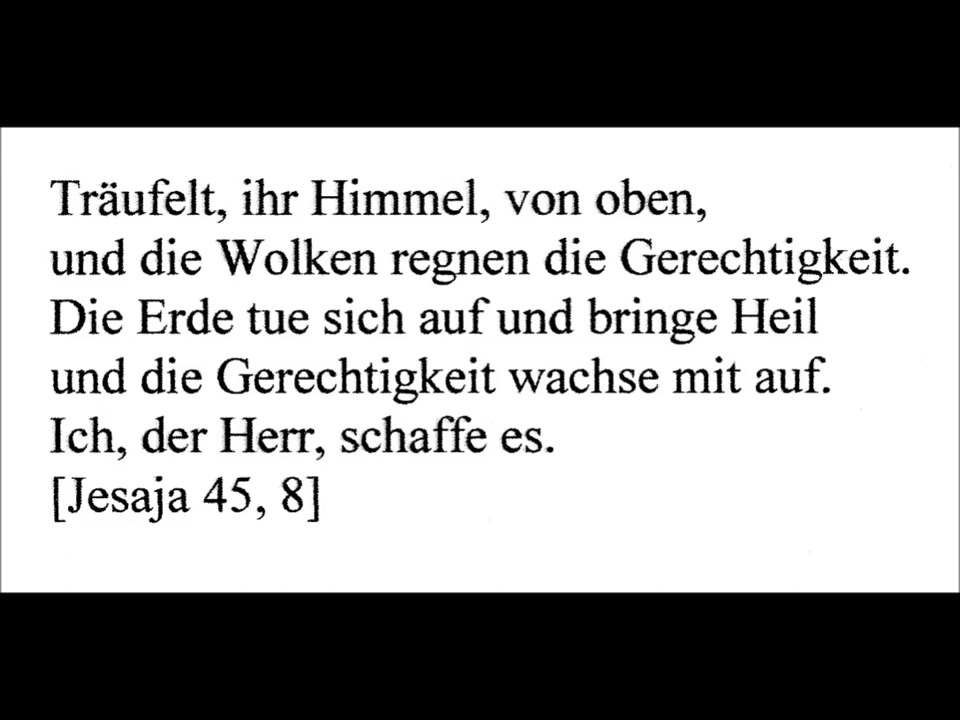 Träufelt, ihr Himmel, von oben,
und die Wolken regnen die Gerechtigkeit.
Die Erde tue sich auf und bringe Heil
und die Gerechtigkeit wachse mit auf.
Ich, der Herr, schaffe es.
[Jesaja 45, 8]